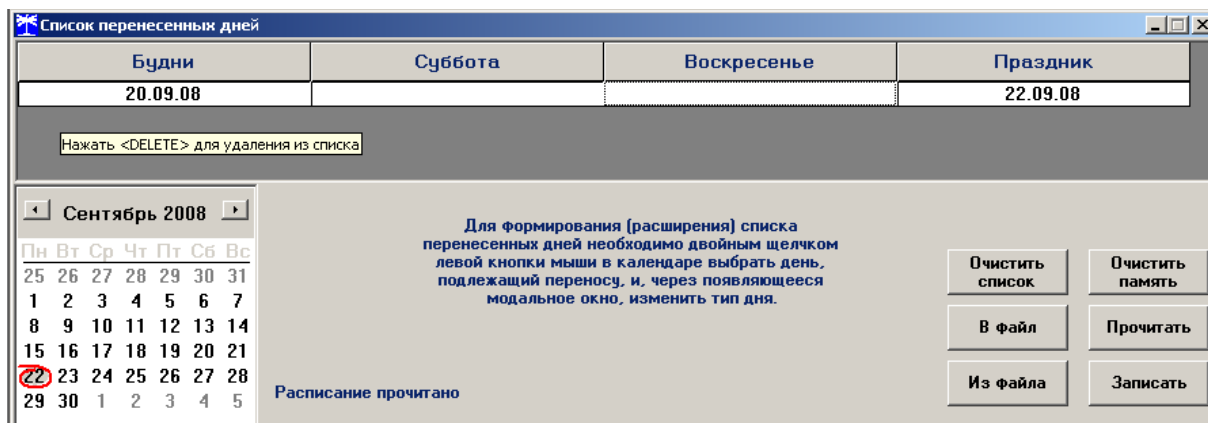 Список перенесенных дней
Будни Суббота Воскресенье Праздник
20.09.08 22.09.08
Нажать <DELETE> для удаления из списка
Сентябрь 2008
Пн Вт Ср Чт Пт Сб Вс
25 26 27 28 29 30 31
1 2 3 4 5 6 7
8 9 10 11 12 13 14
15 16 17 18 19 20 21
22 23 24 25 26 27 28
29 30 1 2 3 4 5
Для формирования (расширения) списка
перенесенных дней необходимо двойным щелчком
левой кнопки мыши в календаре выбрать день,
подлежащий переносу, и, через появляющееся
модальное окно, изменить тип дня.
Расписание прочитано
Очистить
список
Очистить
память
В файл
Прочитать
Из файла
Записать